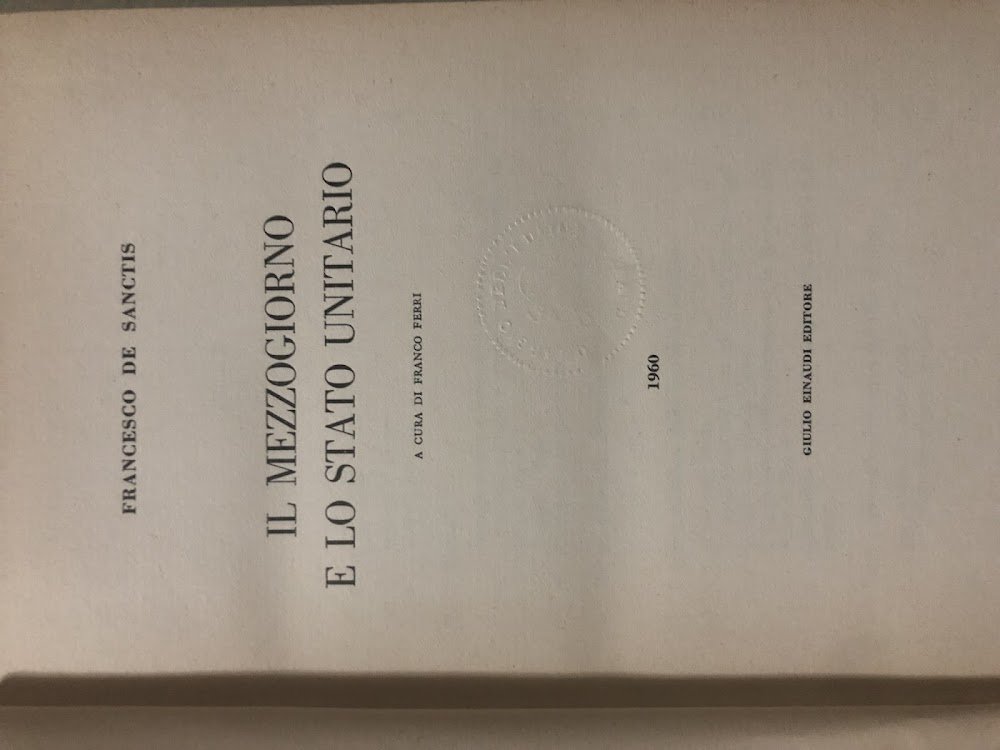 FRANCESCO DE SANCTIS
IL MEZZOGIORNO
E LO STATO UNITARIO
A CURA DI FRANCO FERRI
1960
GIULIO EINAUDI EDITORE